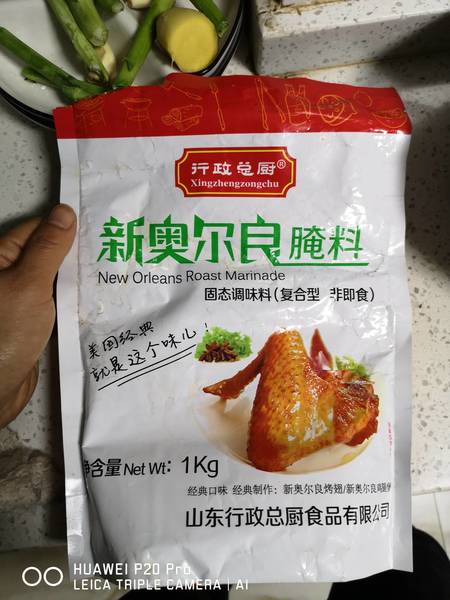 行政总厨®
Xingzhengzongchu
新奥尔良腌料
New Orleans Roast Marinade
固态调味料(复合型 非即食)
美国经典
就是这个味儿!
净含量 Net Wt: 1Kg
经典口味 经典制作: 新奥尔良烤翅/新奥尔良鸡腿
山东行政总厨食品有限公司
HUAWEI P20 Pro
LEICA TRIPLE CAMERA | AI